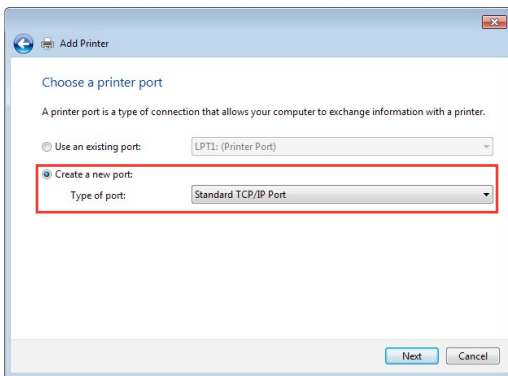 Add Printer
Choose a printer port
A printer port is a type of connection that allows your computer to exchange information with a printer.
Use an existing port: LPT1: (Printer Port)
Create a new port:
Type of port: Standard TCP/IP Port
Next Cancel